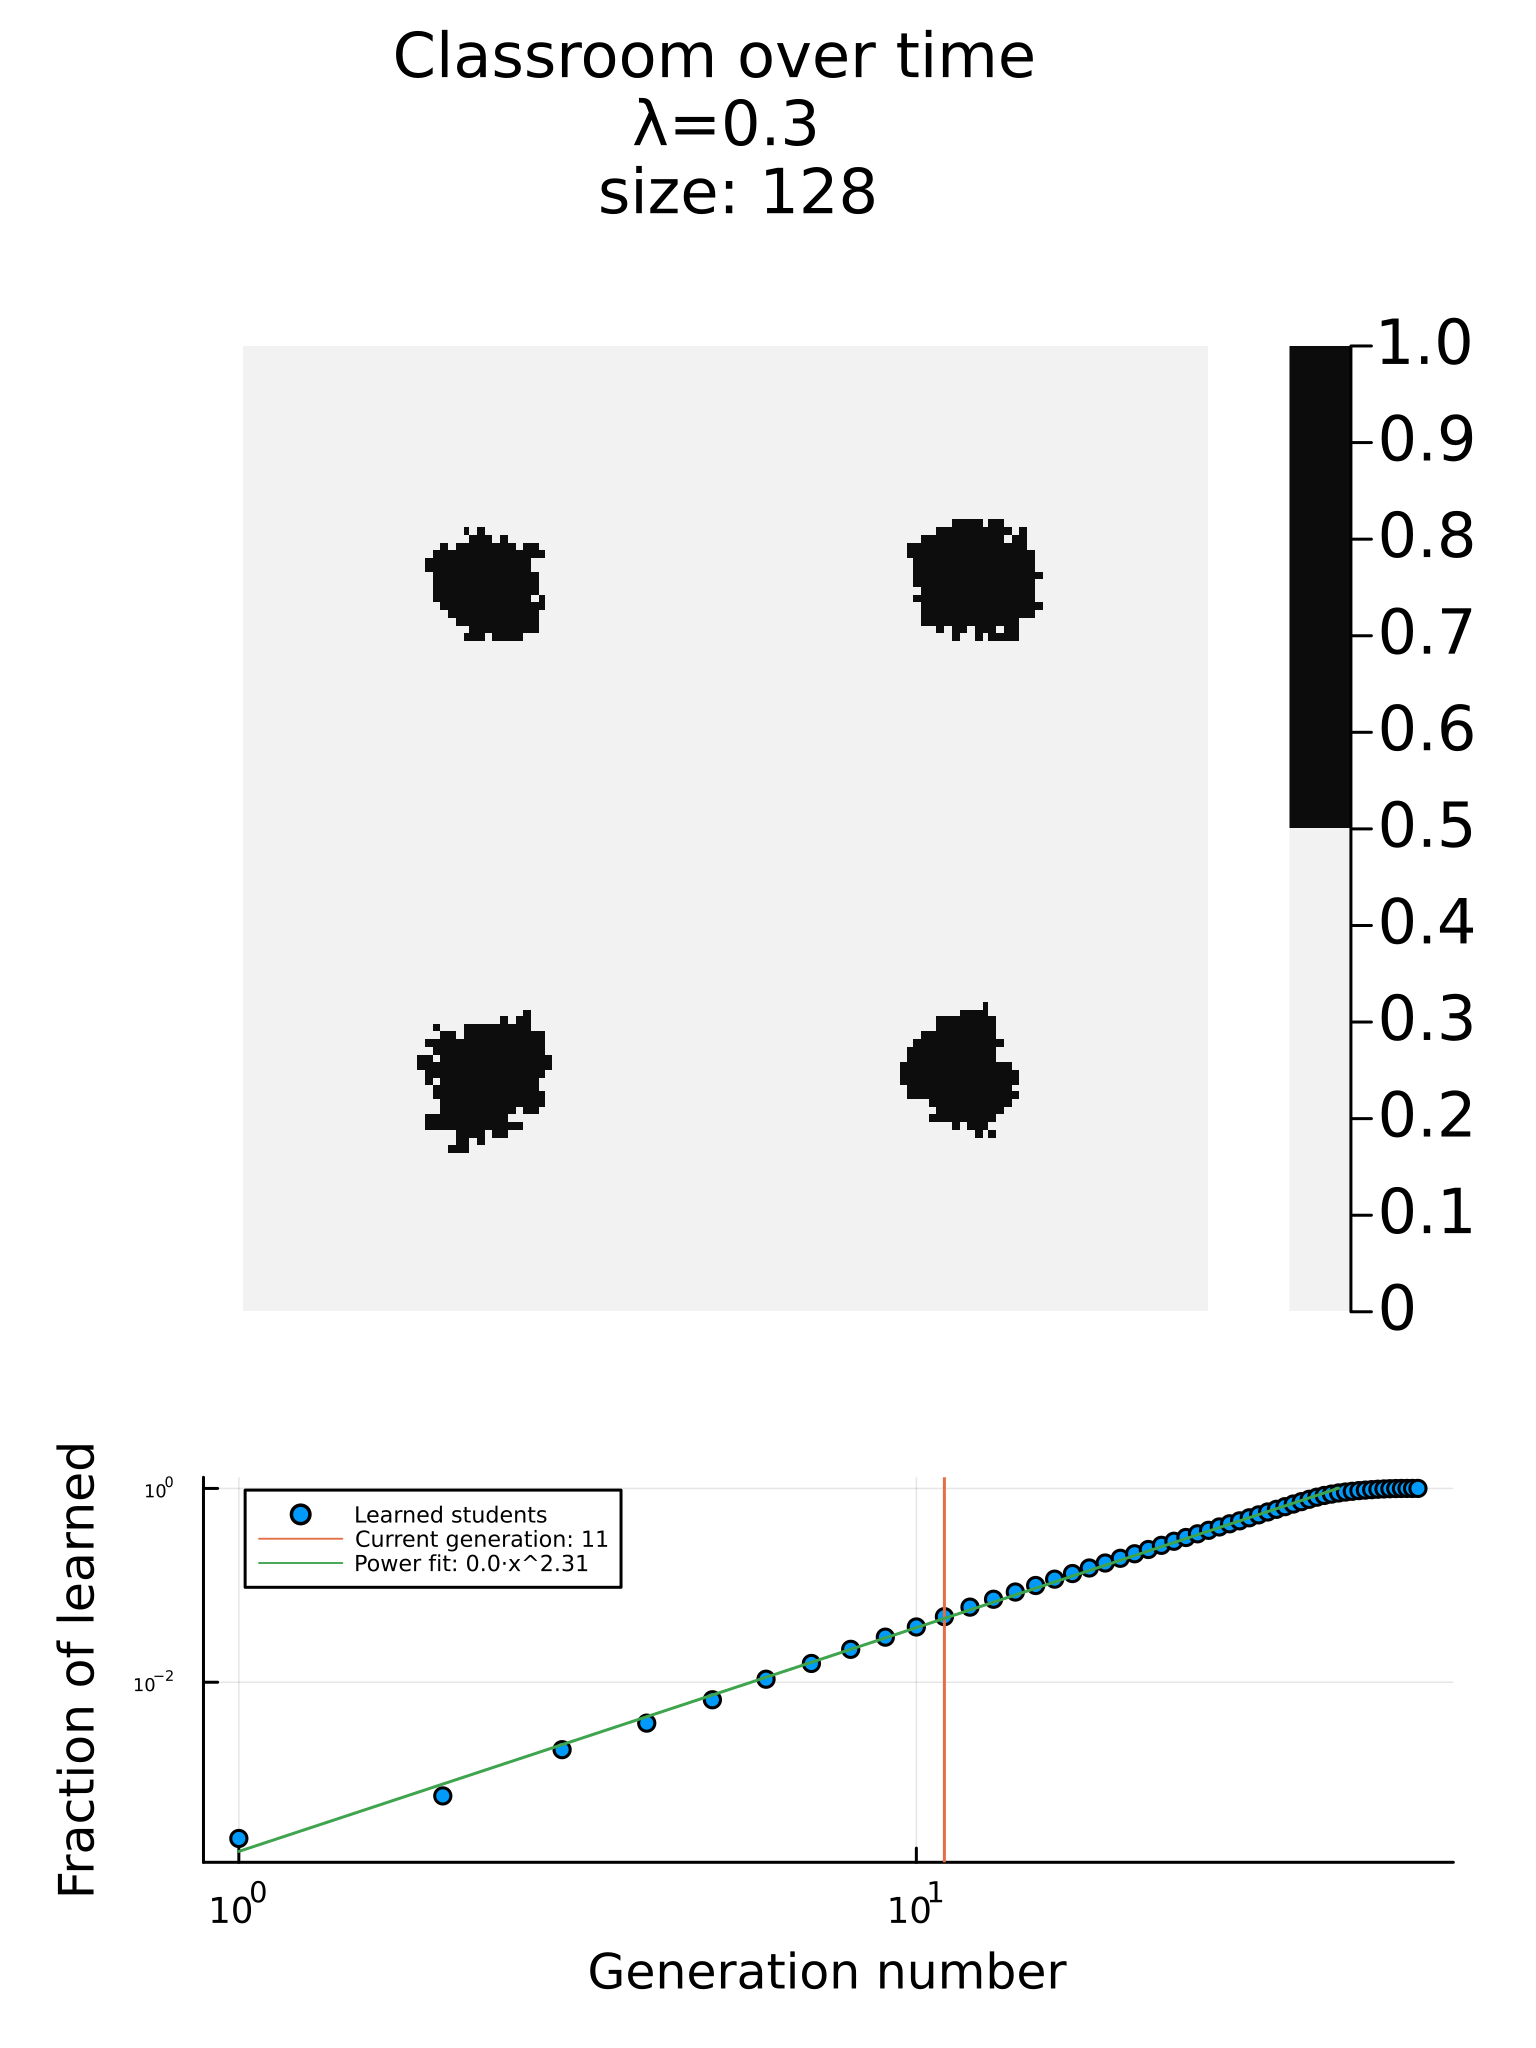 Classroom over time
λ=0.3
size: 128
1.0
0.9
0.8
0.7
0.6
0.5
0.4
0.3
0.2
0.1
0
Fraction of learned
10⁰
10⁻²
Learned students
Current generation: 11
Power fit: 0.0·x^2.31
10⁰
10¹
Generation number